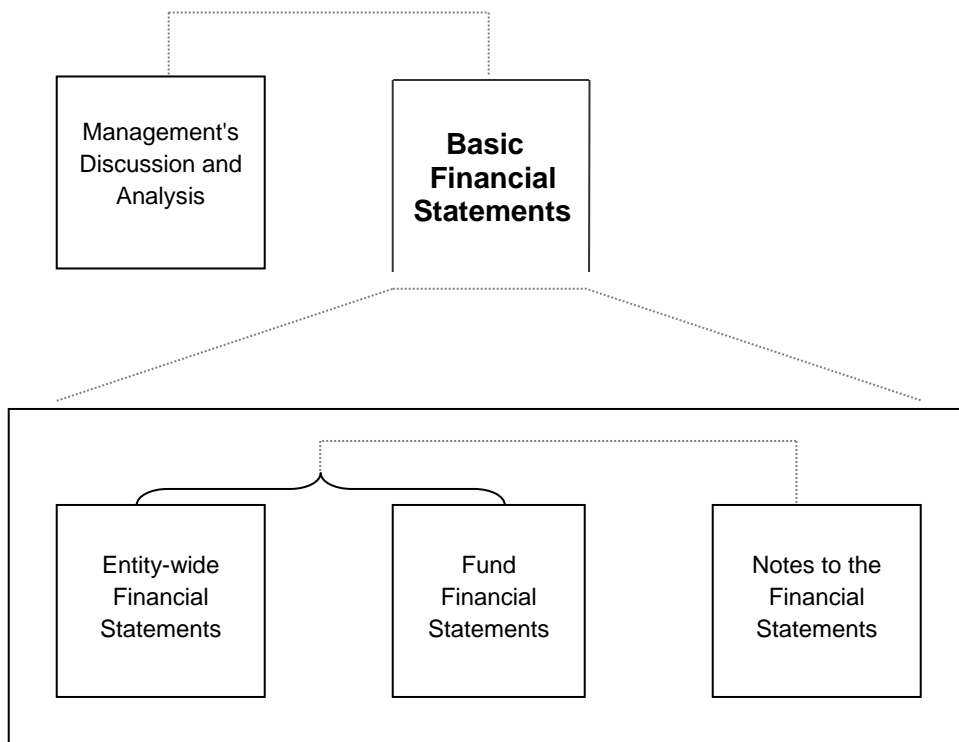 Management's
Discussion and
Analysis
Basic
Financial
Statements
Entity-wide
Financial
Statements
Fund
Financial
Statements
Notes to the
Financial
Statements